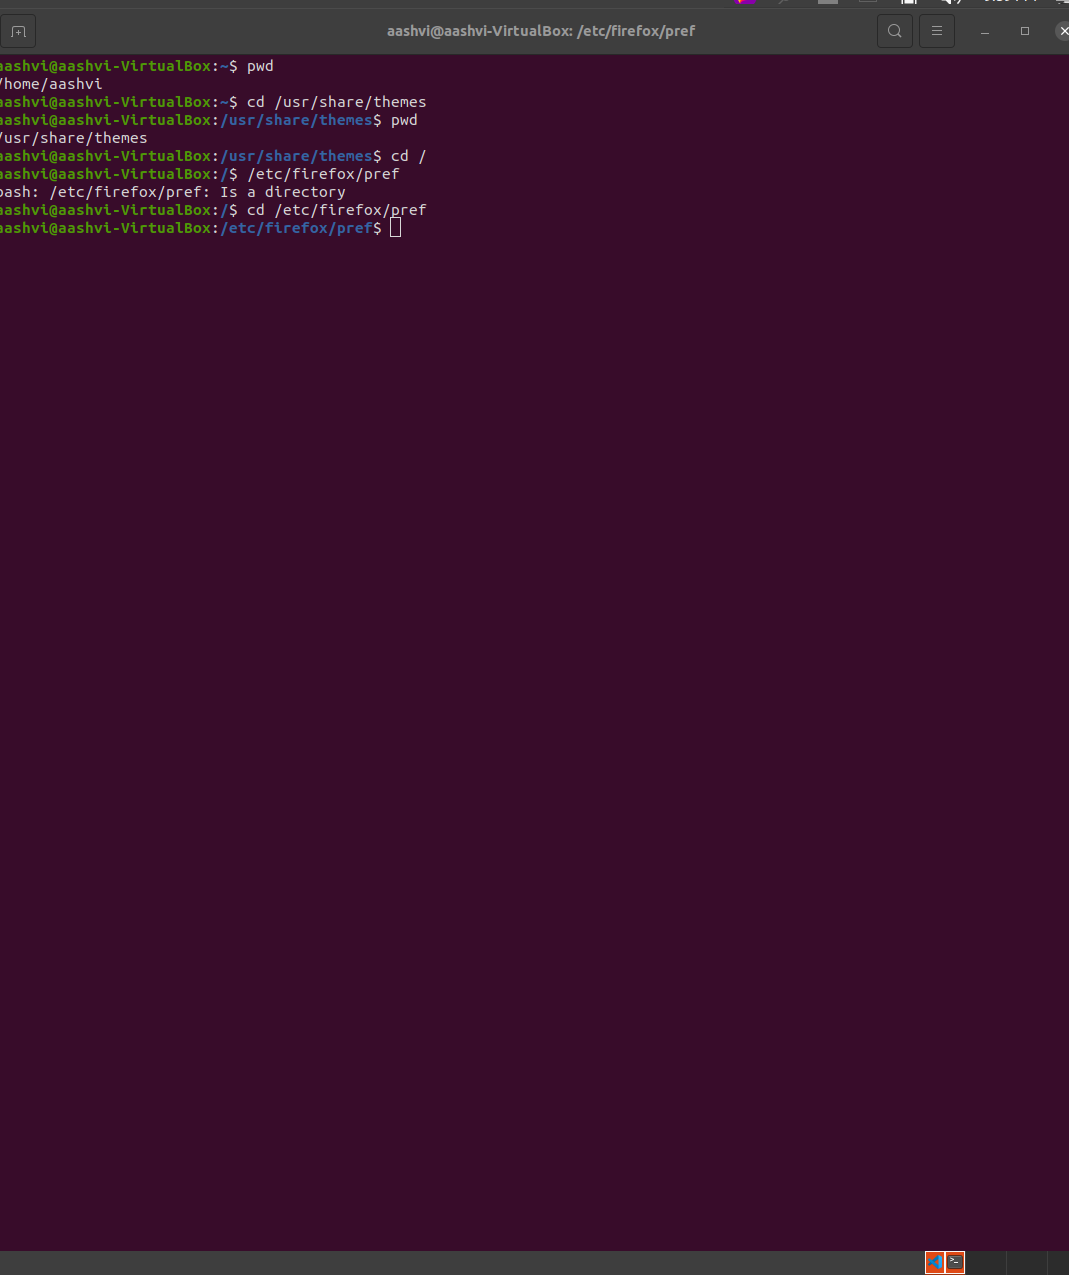 aashvi@aashvi-VirtualBox: /etc/firefox/pref
aashvi@aashvi-VirtualBox:~$ pwd
/home/aashvi
aashvi@aashvi-VirtualBox:~$ cd /usr/share/themes
aashvi@aashvi-VirtualBox:/usr/share/themes$ pwd
/usr/share/themes
aashvi@aashvi-VirtualBox:/usr/share/themes$ cd /
aashvi@aashvi-VirtualBox:/$ /etc/firefox/pref
bash: /etc/firefox/pref: Is a directory
aashvi@aashvi-VirtualBox:/$ cd /etc/firefox/pref
aashvi@aashvi-VirtualBox:/etc/firefox/pref$